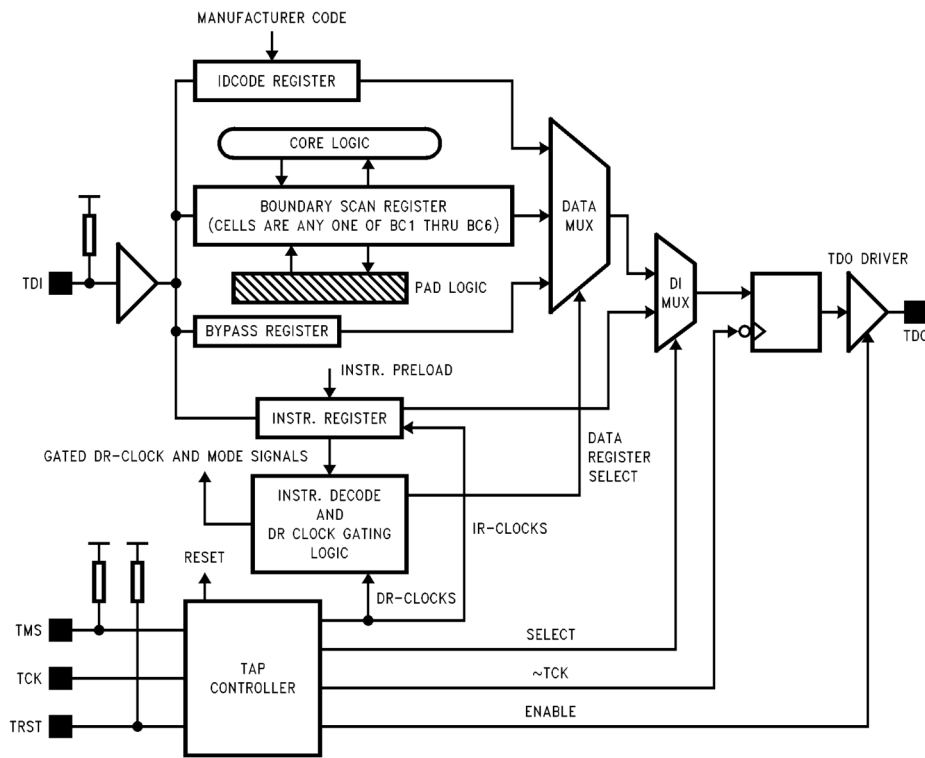 MANUFACTURER CODE
IDCODE REGISTER
CORE LOGIC
BOUNDARY SCAN REGISTER
(CELLS ARE ANY ONE OF BC1 THRU BC6)
DATA
MUX
TDI
PAD LOGIC
BYPASS REGISTER
DI
MUX
TDO DRIVER
TDO
INSTR. PRELOAD
INSTR. REGISTER
GATED DR-CLOCK AND MODE SIGNALS
DATA
REGISTER
SELECT
INSTR. DECODE
AND
DR CLOCK GATING
LOGIC
IR-CLOCKS
RESET
DR-CLOCKS
TMS
TCK
TRST
TAP
CONTROLLER
SELECT
~TCK
ENABLE